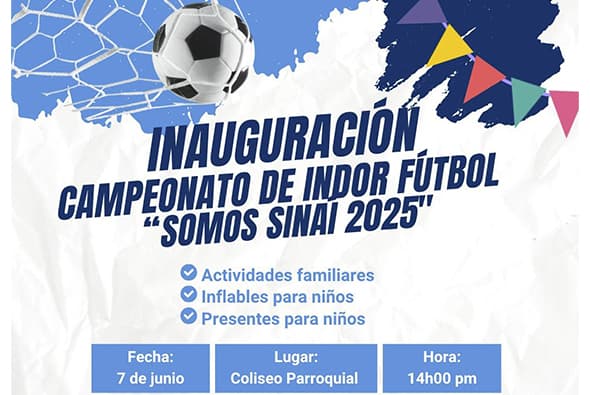 INAUGURACIÓN
CAMPEONATO DE INDOR FÚTBOL
“SOMOS SINAÍ 2025"
Actividades familiares
Inflables para niños
Presentes para niños
Fecha:
7 de junio
Lugar:
Coliseo Parroquial
Hora:
14h00 pm